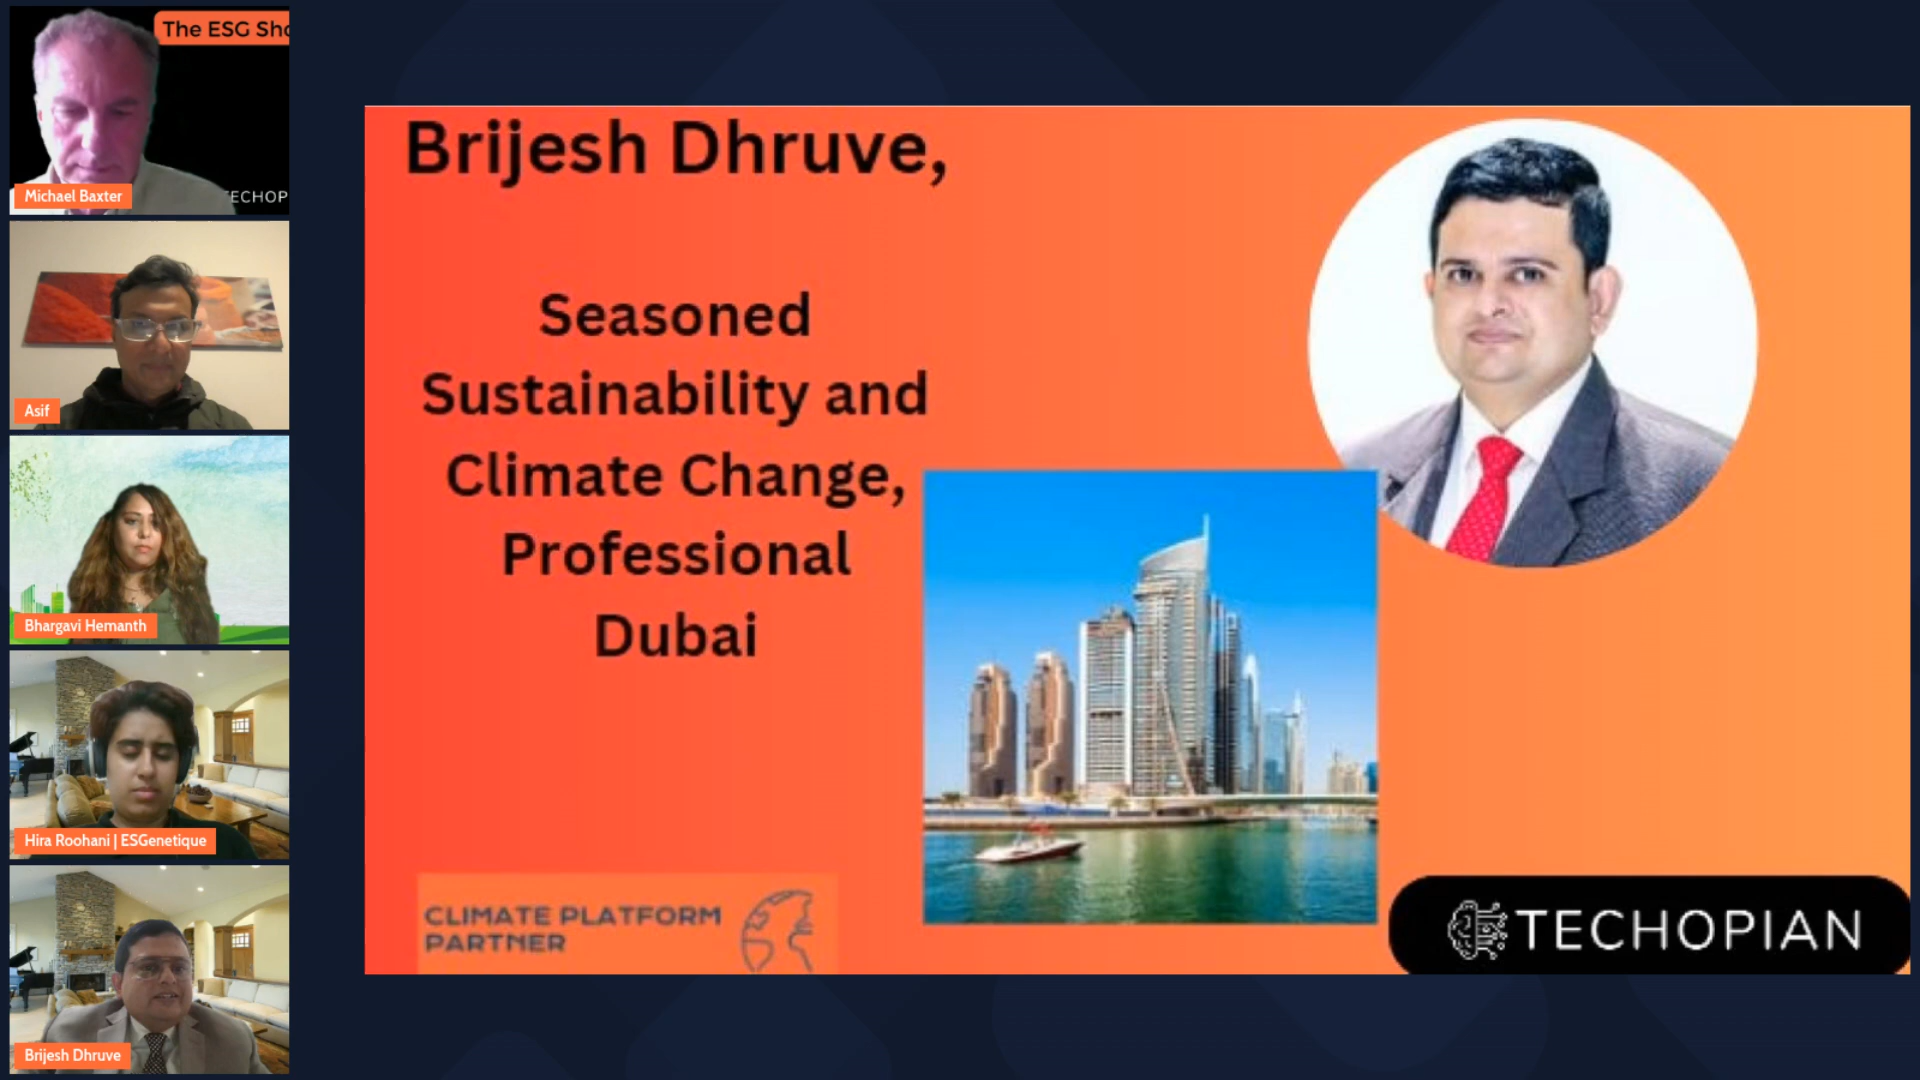 The ESG Sho
TECHOP
Michael Baxter
Asif
Bhargavi Hemanth
Hira Roohani | ESGenetique
Brijesh Dhruve
Brijesh Dhruve,
Seasoned
Sustainability and
Climate Change,
Professional
Dubai
CLIMATE PLATFORM
PARTNER
TECHOPIAN